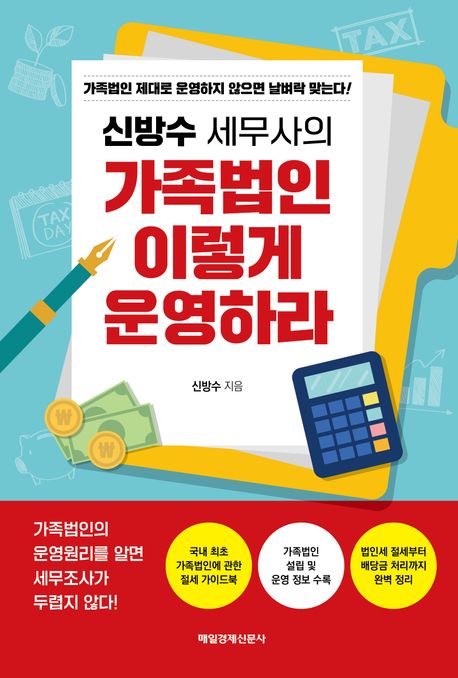 TAX
가족법인 제대로 운영하지 않으면 날벼락 맞는다!
신방수 세무사의
가족법인
이렇게
운영하라
TAX
DAY
신방수 지음
₩
₩
가족법인의
운영원리를 알면
세무조사가
두렵지 않다!
국내 최초
가족법인에 관한
절세 가이드북
가족법인
설립 및
운영 정보 수록
법인세 절세부터
배당금 처리까지
완벽 정리
매일경제신문사